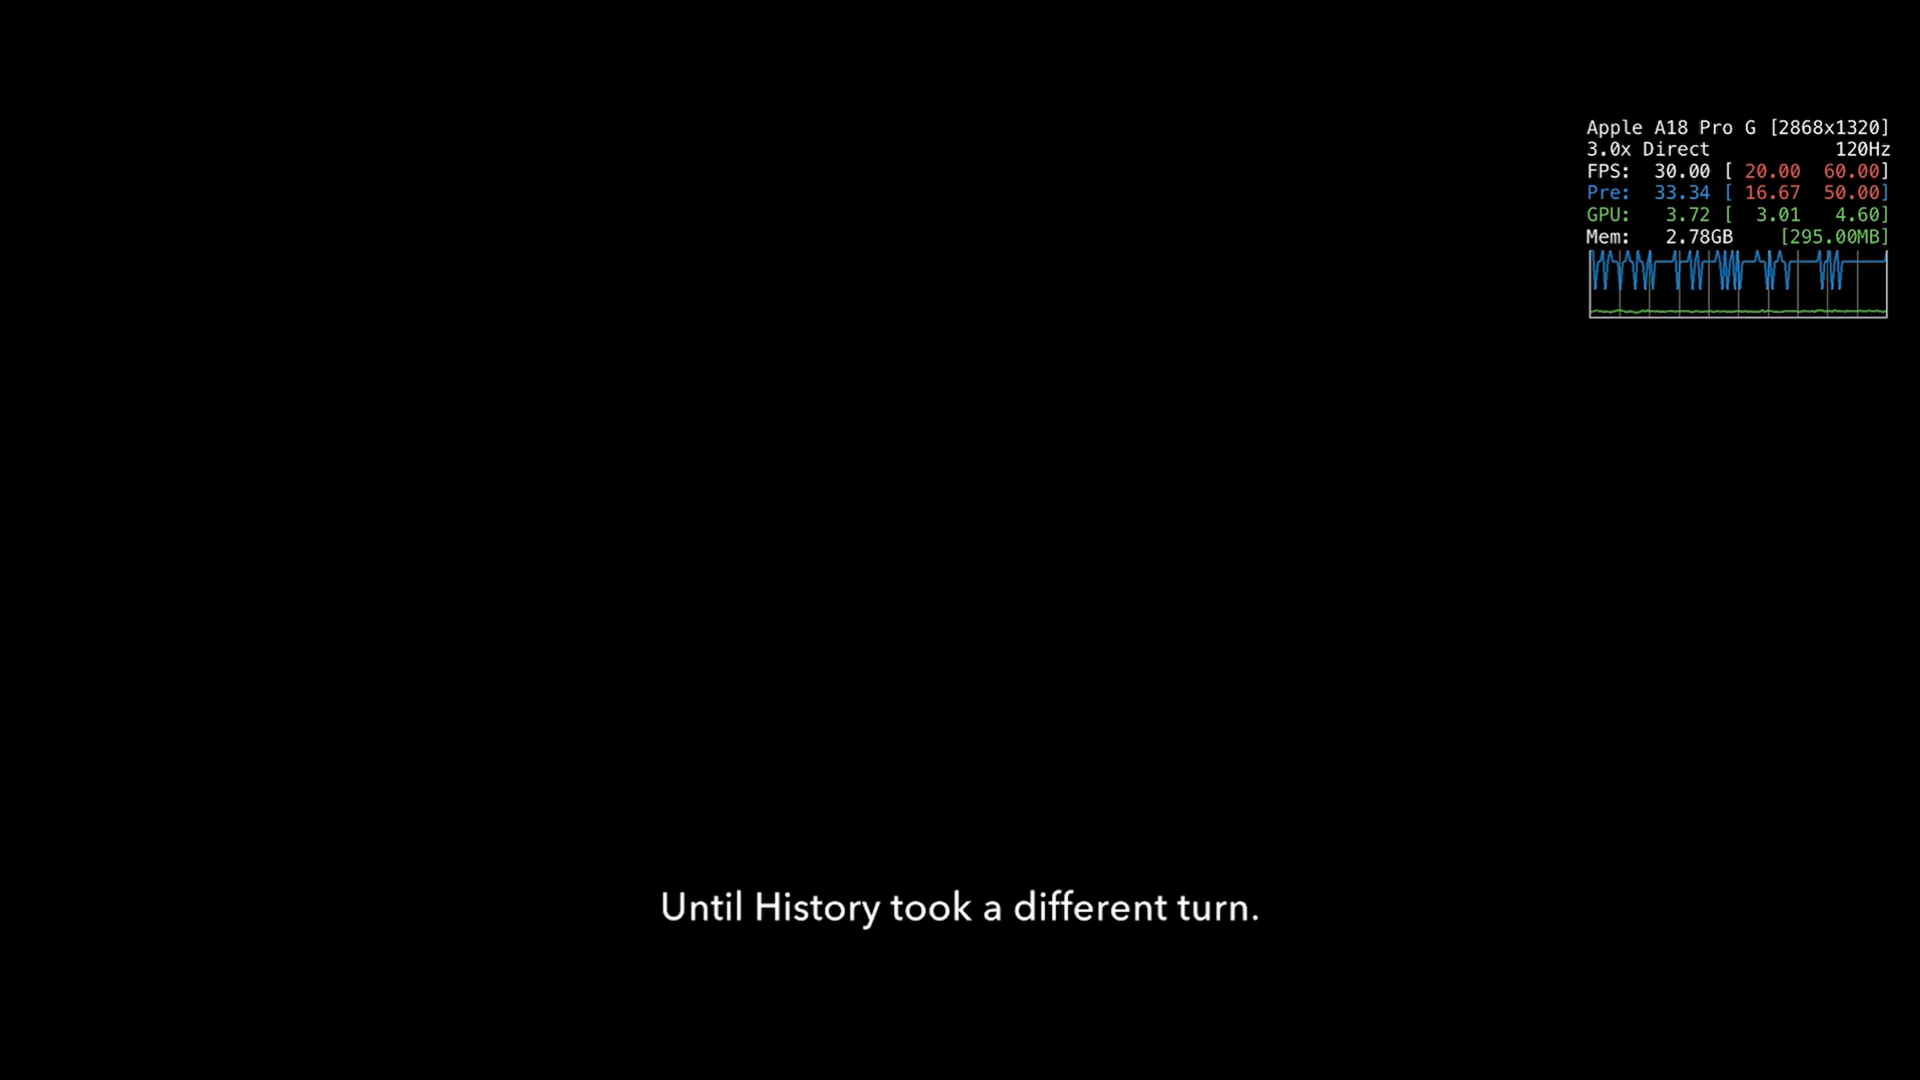 Apple A18 Pro G [2868x1320]
3.0x Direct 120Hz
FPS: 30.00 [ 20.00 60.00]
Pre: 33.34 [ 16.67 50.00]
GPU: 3.72 [ 3.01 4.60]
Mem: 2.78GB [295.00MB]
Until History took a different turn.